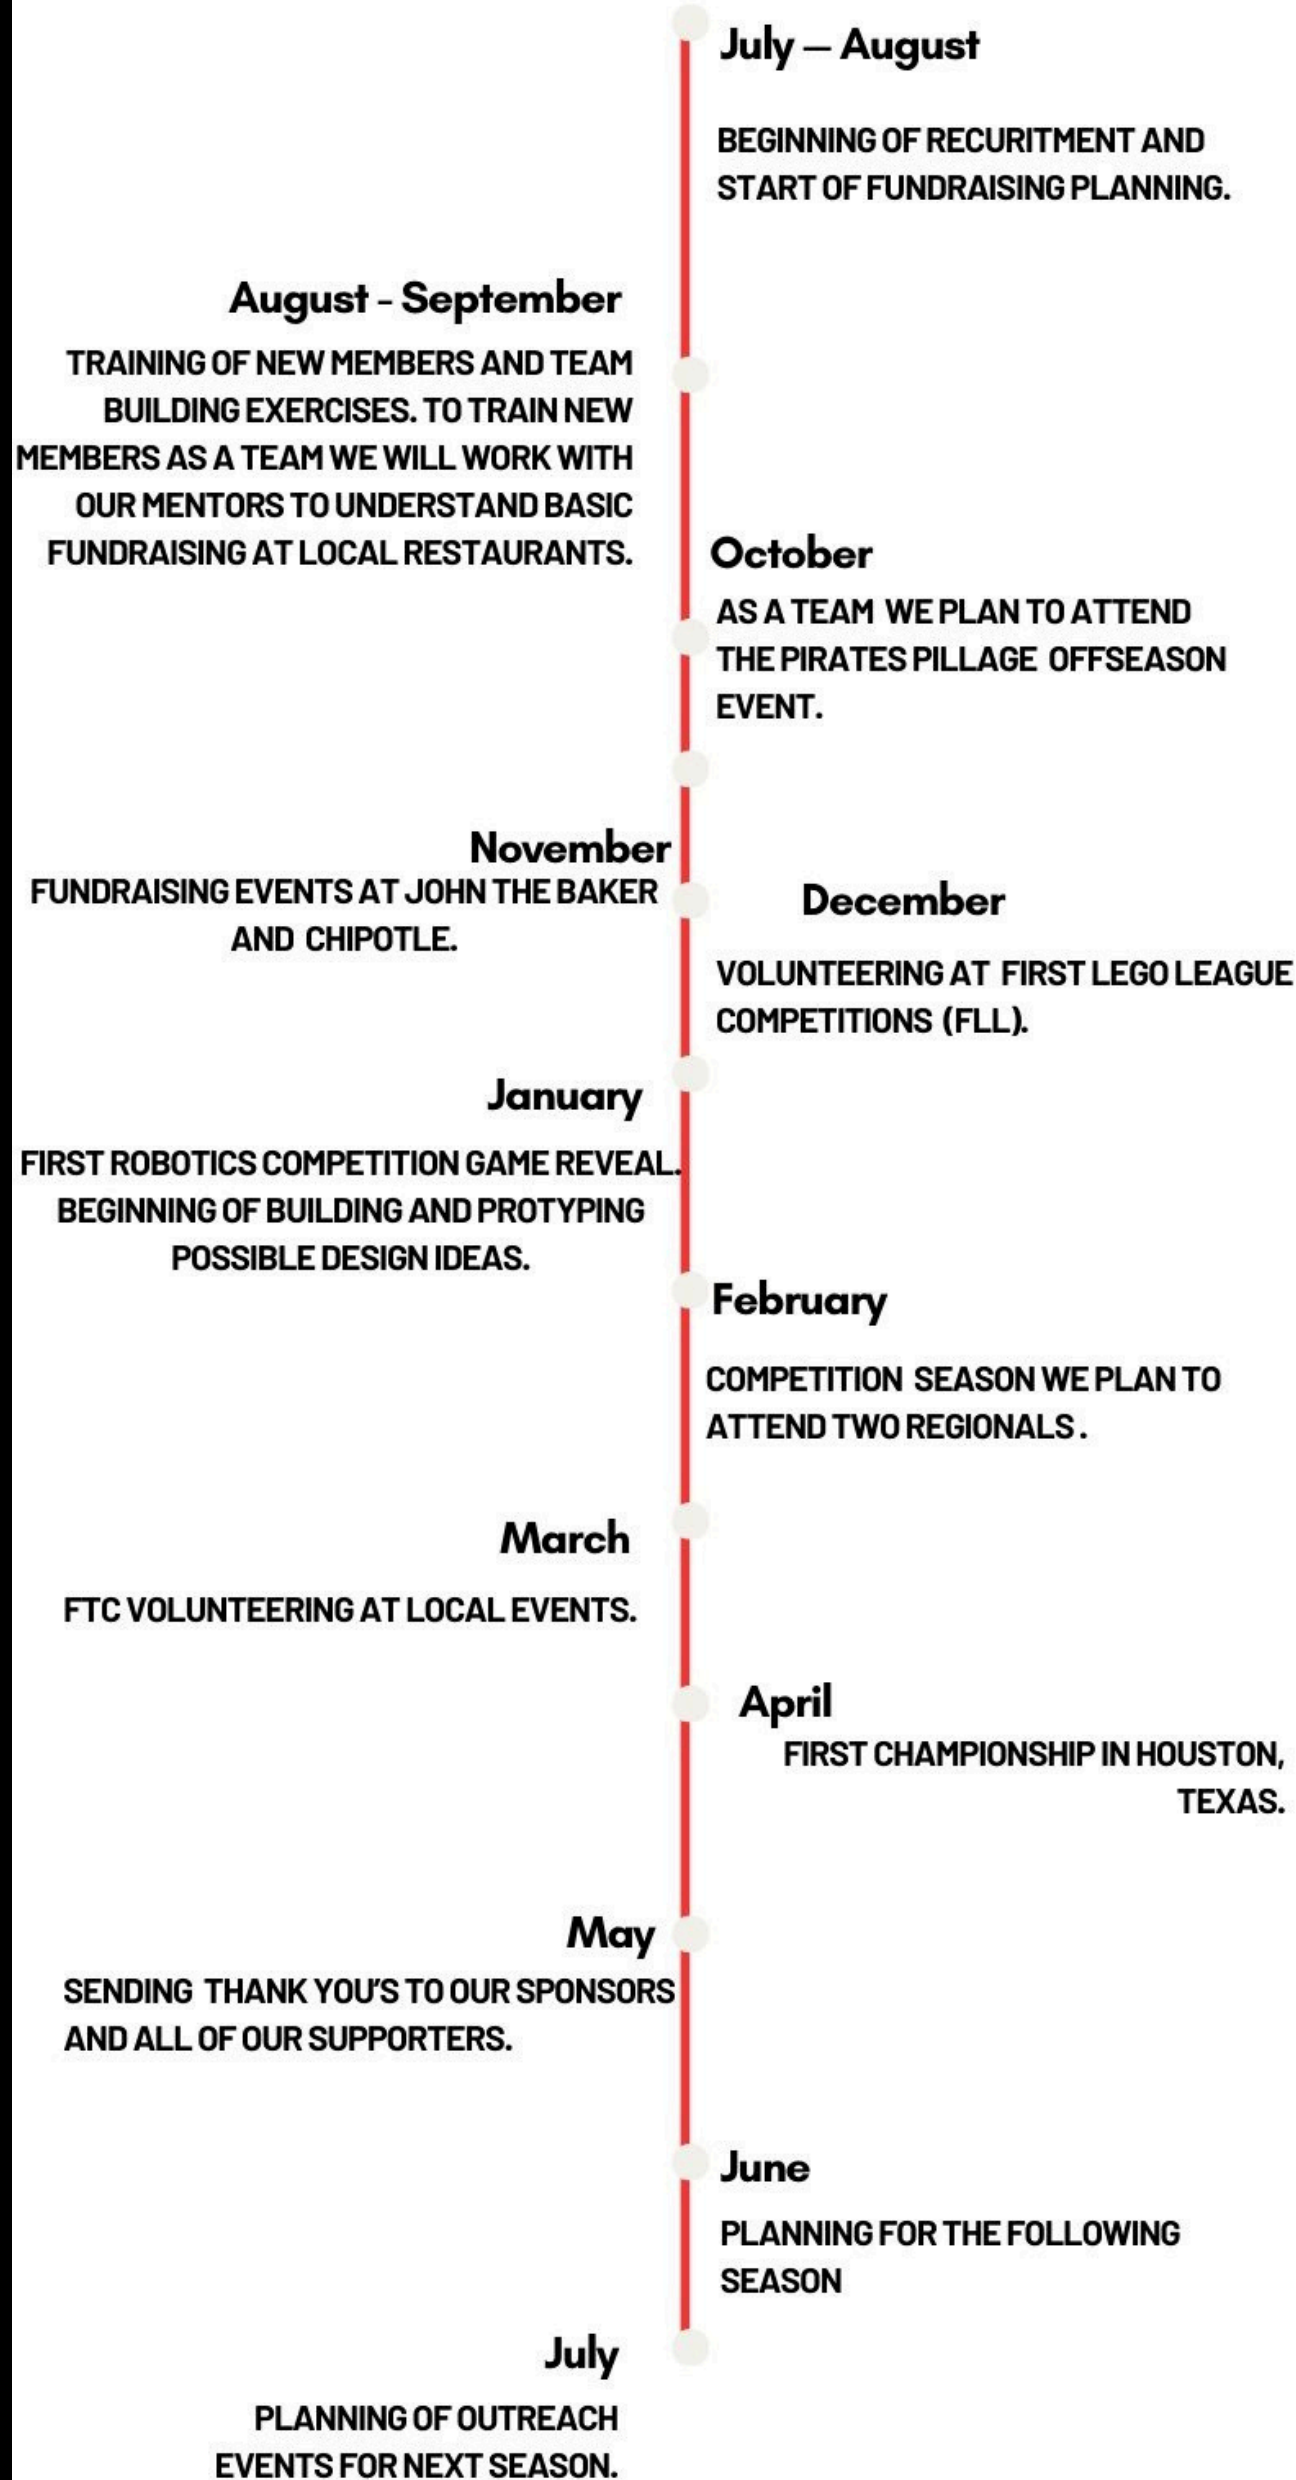 July – August
BEGINNING OF RECURITMENT AND
START OF FUNDRAISING PLANNING.
August - September
TRAINING OF NEW MEMBERS AND TEAM
BUILDING EXERCISES. TO TRAIN NEW
MEMBERS AS A TEAM WE WILL WORK WITH
OUR MENTORS TO UNDERSTAND BASIC
FUNDRAISING AT LOCAL RESTAURANTS.
October
AS A TEAM WE PLAN TO ATTEND
THE PIRATES PILLAGE OFFSEASON
EVENT.
November
FUNDRAISING EVENTS AT JOHN THE BAKER
AND CHIPOTLE.
December
VOLUNTEERING AT FIRST LEGO LEAGUE
COMPETITIONS (FLL).
January
FIRST ROBOTICS COMPETITION GAME REVEAL.
BEGINNING OF BUILDING AND PROTYPING
POSSIBLE DESIGN IDEAS.
February
COMPETITION SEASON WE PLAN TO
ATTEND TWO REGIONALS .
March
FTC VOLUNTEERING AT LOCAL EVENTS.
April
FIRST CHAMPIONSHIP IN HOUSTON,
TEXAS.
May
SENDING THANK YOU'S TO OUR SPONSORS
AND ALL OF OUR SUPPORTERS.
June
PLANNING FOR THE FOLLOWING
SEASON
July
PLANNING OF OUTREACH
EVENTS FOR NEXT SEASON.